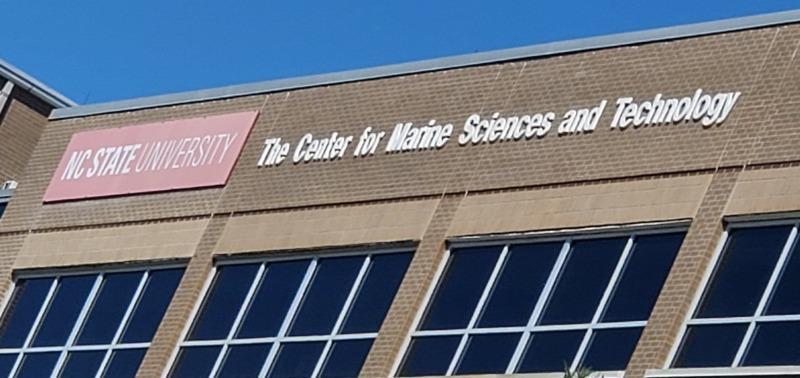 NC STATE UNIVERSITY
The Center for Marine Sciences and Technology